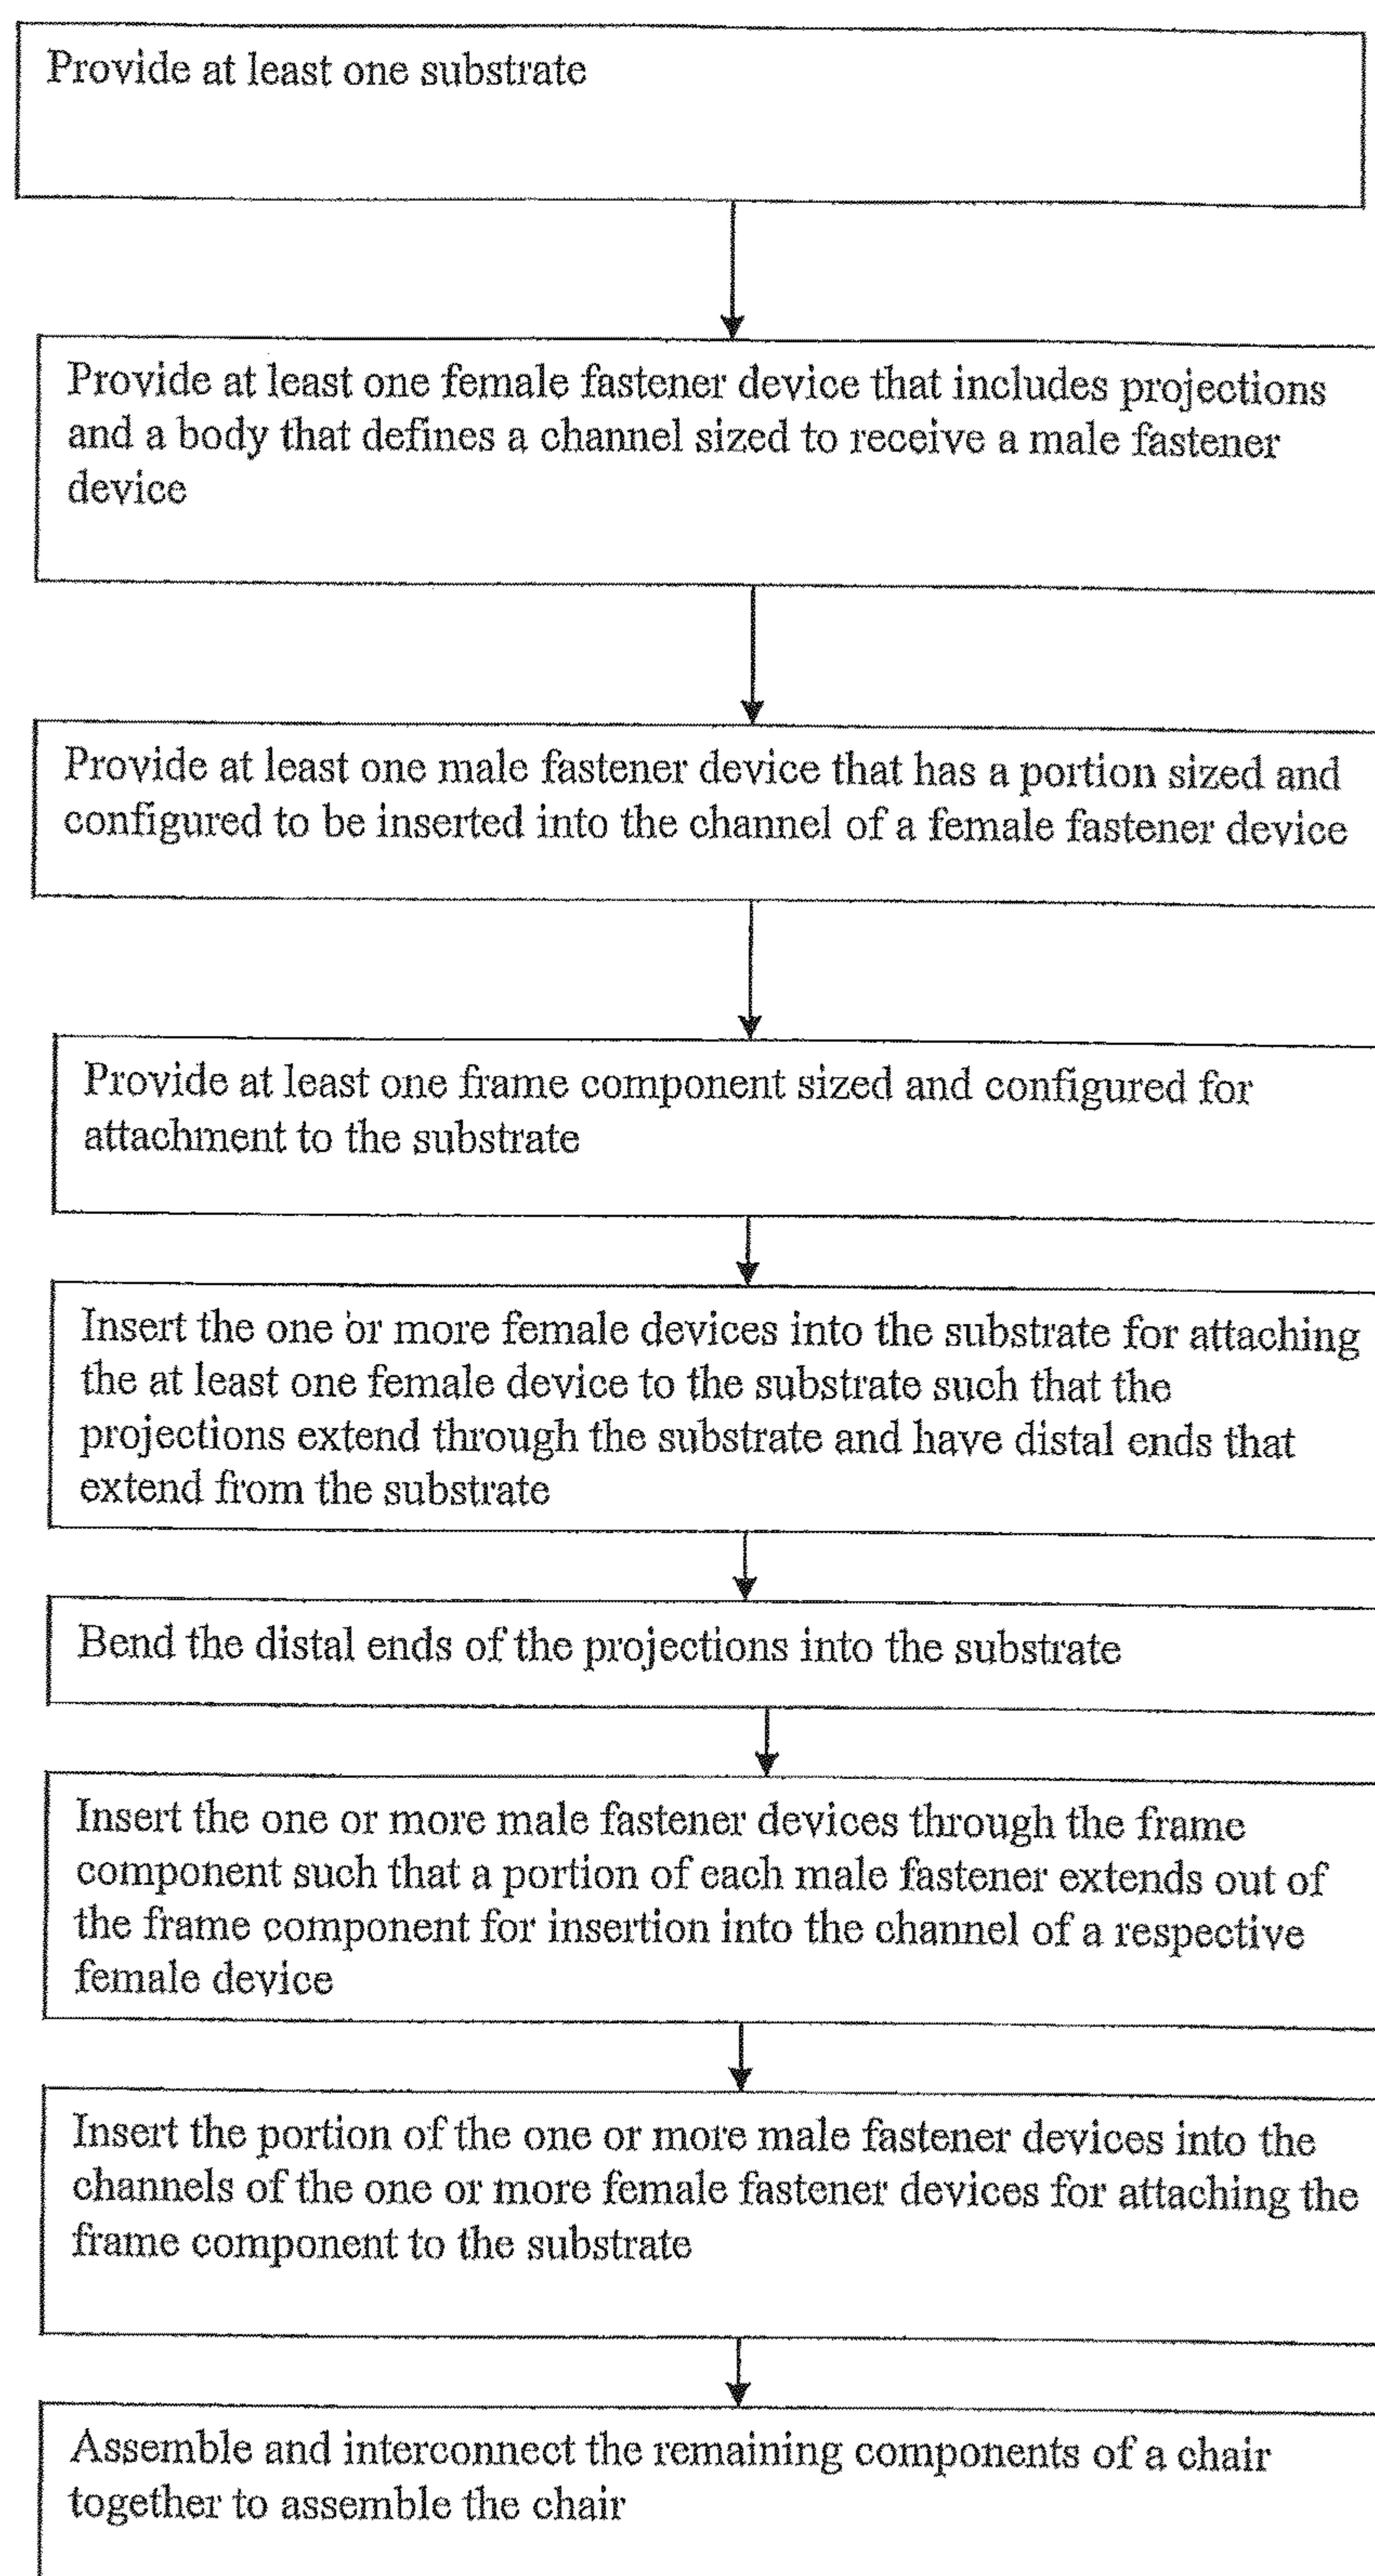 Provide at least one substrate
Provide at least one female fastener device that includes projections
and a body that defines a channel sized to receive a male fastener
device
Provide at least one male fastener device that has a portion sized and
configured to be inserted into the channel of a female fastener device
Provide at least one frame component sized and configured for
attachment to the substrate
Insert the one or more female devices into the substrate for attaching
the at least one female device to the substrate such that the
projections extend through the substrate and have distal ends that
extend from the substrate
Bend the distal ends of the projections into the substrate
Insert the one or more male fastener devices through the frame
component such that a portion of each male fastener extends out of
the frame component for insertion into the channel of a respective
female device
Insert the portion of the one or more male fastener devices into the
channels of the one or more female fastener devices for attaching the
frame component to the substrate
Assemble and interconnect the remaining components of a chair
together to assemble the chair